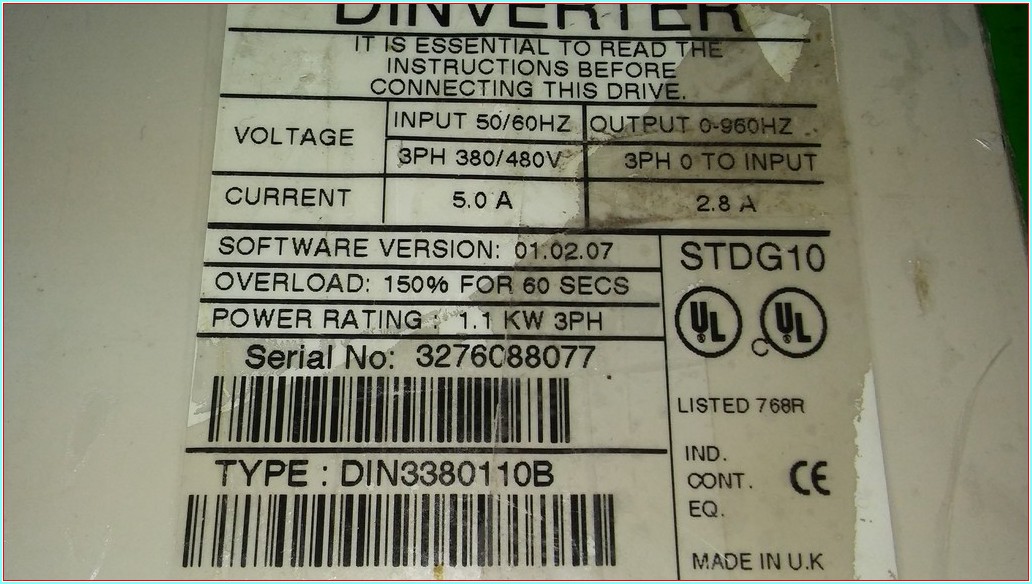 DINVERTER
IT IS ESSENTIAL TO READ THE
INSTRUCTIONS BEFORE
CONNECTING THIS DRIVE.
VOLTAGE
INPUT 50/60HZ
OUTPUT 0-960HZ
3PH 380/480V
3PH 0 TO INPUT
CURRENT
5.0 A
2.8 A
SOFTWARE VERSION: 01.02.07
OVERLOAD: 150% FOR 60 SECS
POWER RATING : 1.1 KW 3PH
Serial No: 3276088077
TYPE : DIN3380110B
STDG10
UL
C UL
LISTED 768R
IND.
CONT.
EQ.
CE
MADE IN U.K